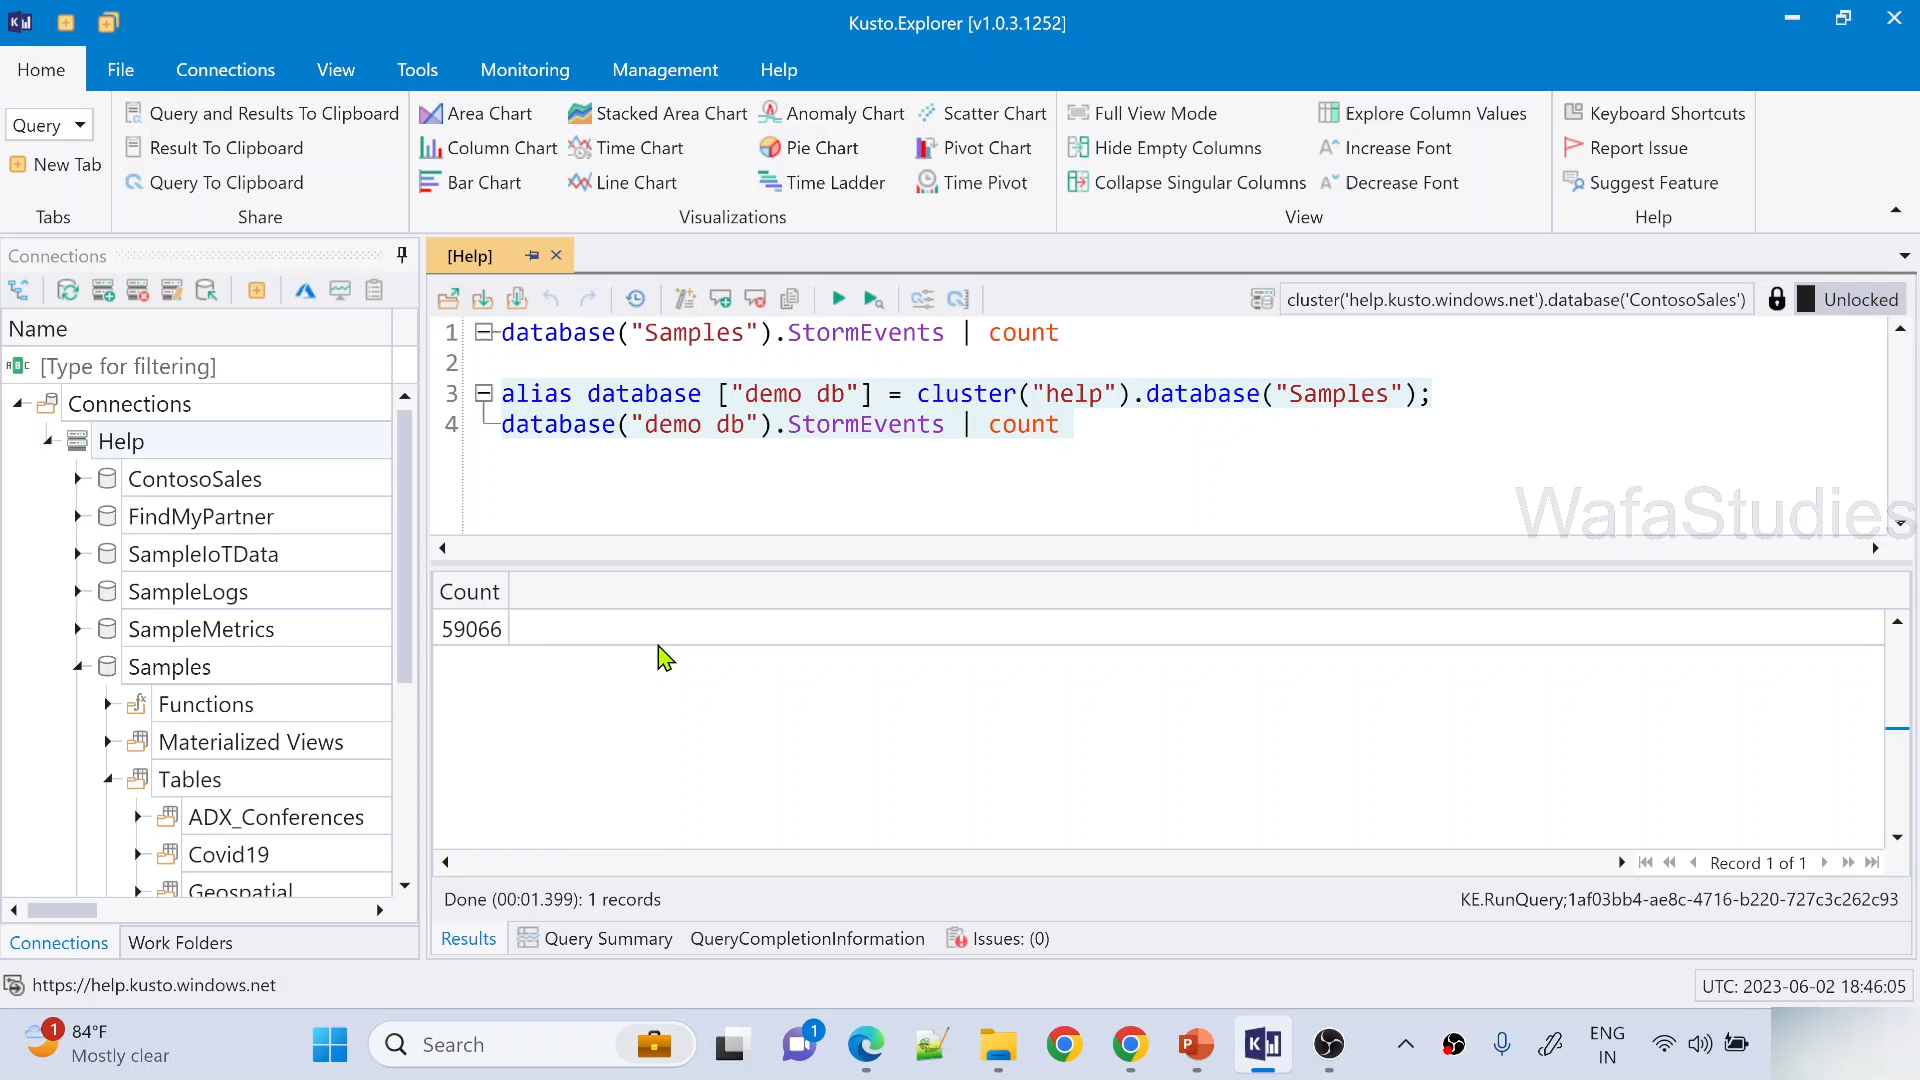 Kusto.Explorer [v1.0.3.1252]
Home File Connections View Tools Monitoring Management Help
Query
New Tab
Tabs
Query and Results To Clipboard
Result To Clipboard
Query To Clipboard
Share
Area Chart Stacked Area Chart Anomaly Chart Scatter Chart
Column Chart Time Chart Pie Chart Pivot Chart
Bar Chart Line Chart Time Ladder Time Pivot
Visualizations
Full View Mode Explore Column Values
Hide Empty Columns Increase Font
Collapse Singular Columns Decrease Font
View
Keyboard Shortcuts
Report Issue
Suggest Feature
Help
Connections
Name
[Type for filtering]
Connections
Help
ContosoSales
FindMyPartner
SampleIoTData
SampleLogs
SampleMetrics
Samples
Functions
Materialized Views
Tables
ADX_Conferences
Covid19
Geospatial
Connections Work Folders
[Help]
cluster('help.kusto.windows.net').database('ContosoSales') Unlocked
1 database("Samples").StormEvents | count
2
3 alias database ["demo db"] = cluster("help").database("Samples");
4 database("demo db").StormEvents | count
WafaStudies
Count
59066
Record 1 of 1
Done (00:01.399): 1 records KE.RunQuery;1af03bb4-ae8c-4716-b220-727c3c262c93
Results Query Summary QueryCompletionInformation Issues: (0)
https://help.kusto.windows.net UTC: 2023-06-02 18:46:05
1 84°F
Mostly clear
Search
1
ENG
IN